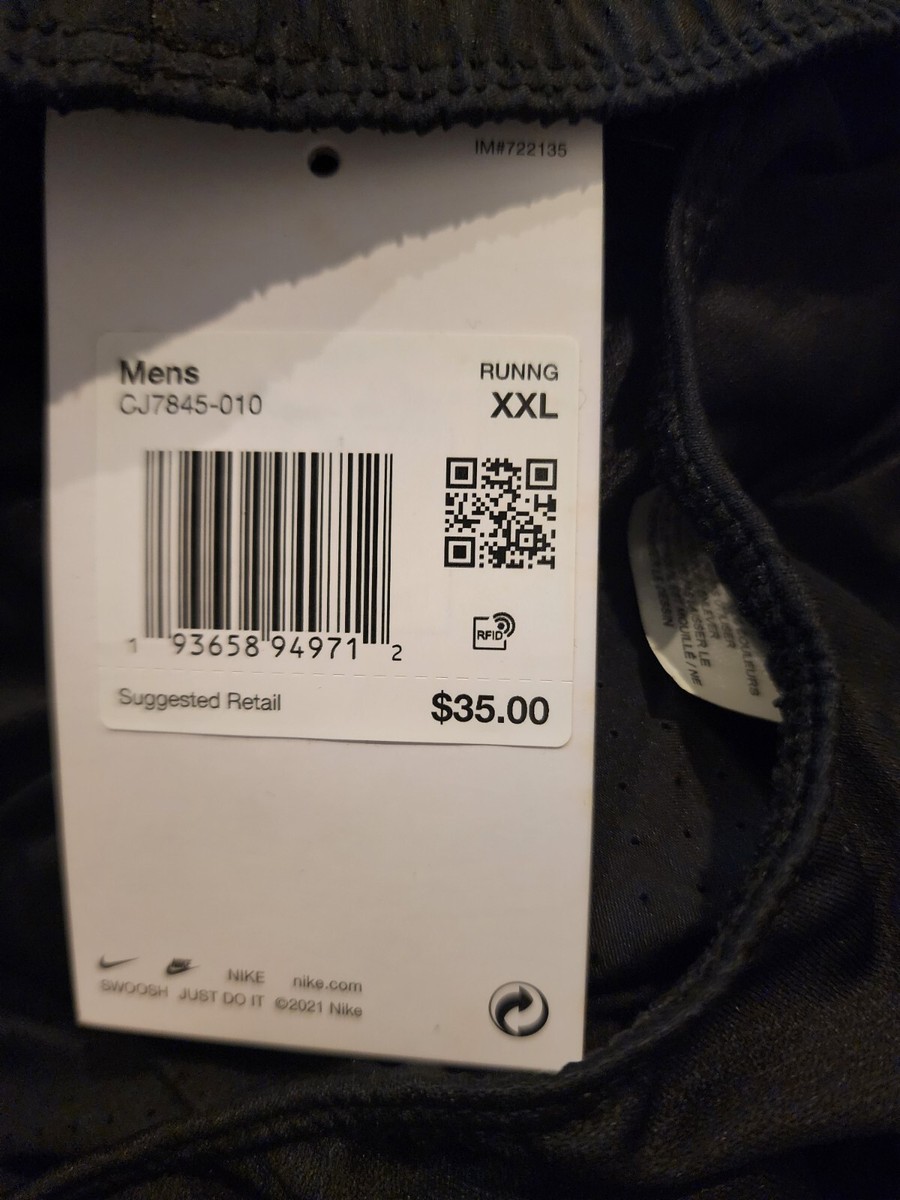 IM#722135
Mens
RUNNG
CJ7845-010
XXL
1 93658 94971 2
RFID
Suggested Retail
$35.00
NIKE nike.com
SWOOSH JUST DO IT ©2021 Nike